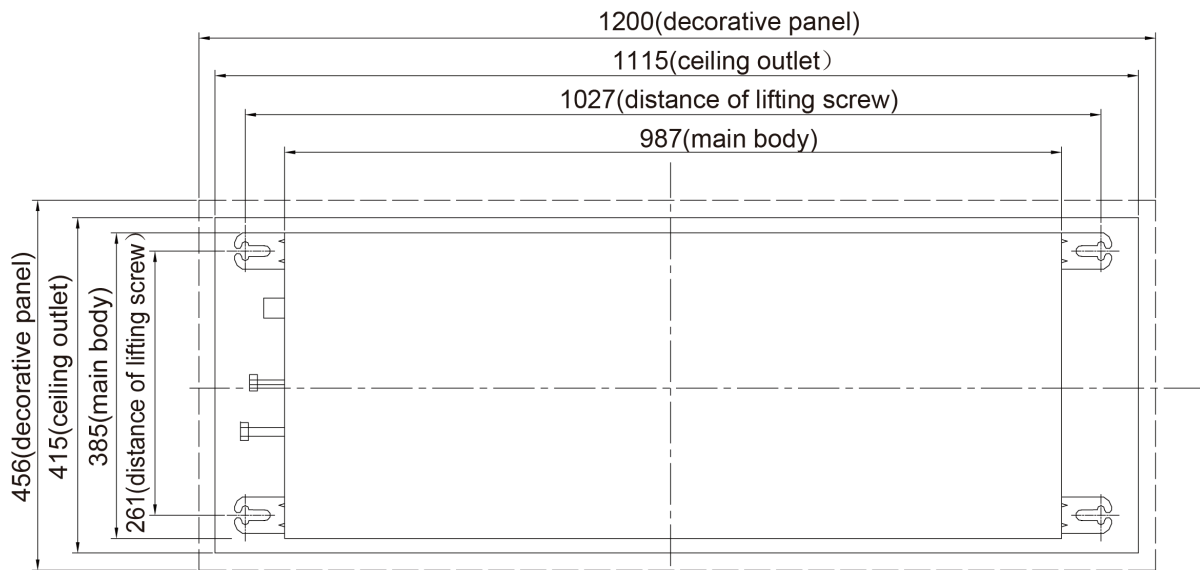 1200(decorative panel)
1115(ceiling outlet）
1027(distance of lifting screw)
987(main body)
456(decorative panel)
415(ceiling outlet)
385(main body)
261(distance of lifting screw）